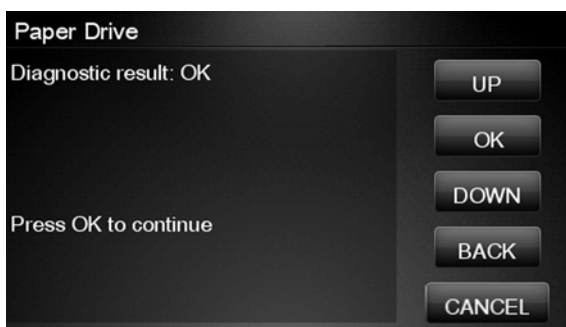 Paper Drive
Diagnostic result: OK
Press OK to continue
UP
OK
DOWN
BACK
CANCEL